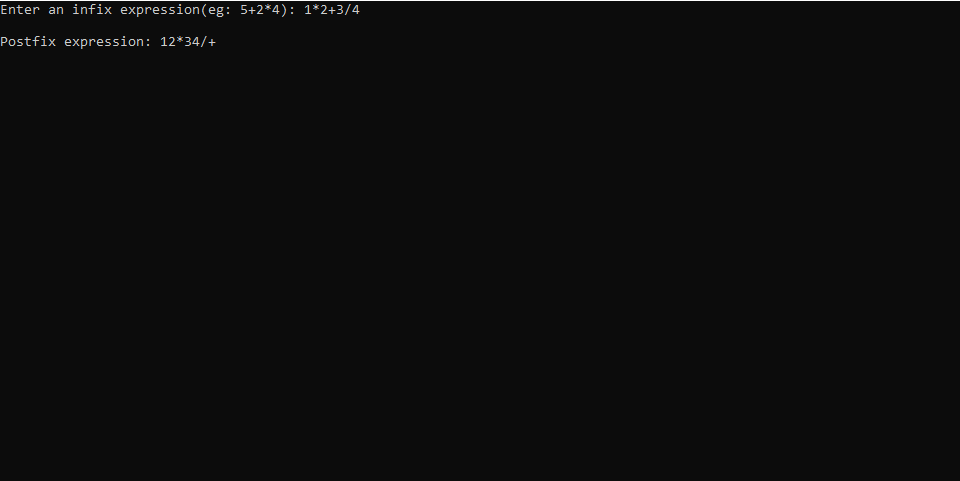 Enter an infix expression(eg: 5+2*4): 1*2+3/4
Postfix expression: 12*34/+